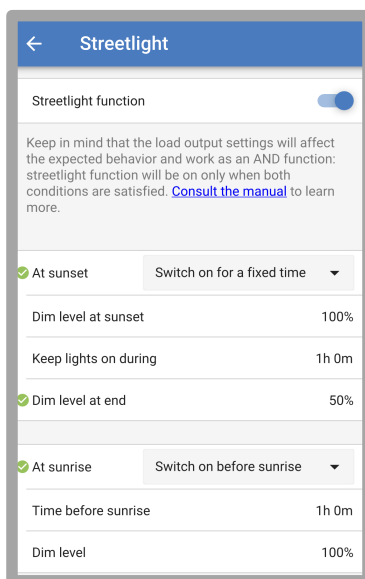 Streetlight
Streetlight function
Keep in mind that the load output settings will affect
the expected behavior and work as an AND function:
streetlight function will be on only when both
conditions are satisfied. Consult the manual to learn
more.
At sunset Switch on for a fixed time
Dim level at sunset 100%
Keep lights on during 1h 0m
Dim level at end 50%
At sunrise Switch on before sunrise
Time before sunrise 1h 0m
Dim level 100%